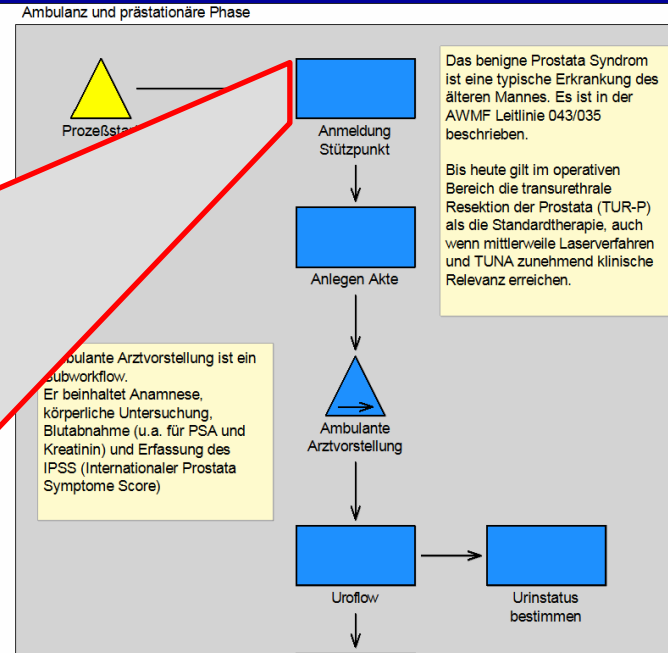 Ambulanz und prästationäre Phase
Anmeldung
Stützpunkt
Das benigne Prostata Syndrom
ist eine typische Erkrankung des
älteren Mannes. Es ist in der
AWMF Leitlinie 043/035
beschrieben.
Bis heute gilt im operativen
Bereich die transurethrale
Resektion der Prostata (TUR-P)
als die Standardtherapie, auch
wenn mittlerweile Laserverfahren
und TUNA zunehmend klinische
Relevanz erreichen.
Anlegen Akte
Arztvorstellung ist ein
Subworkflow.
Er beinhaltet Anamnese,
körperliche Untersuchung,
Blutabnahme (u.a. für PSA und
Kreatinin) und Erfassung des
IPSS (Internationaler Prostata
Symptome Score)
Ambulante
Arztvorstellung
Uroflow
Urinstatus
bestimmen